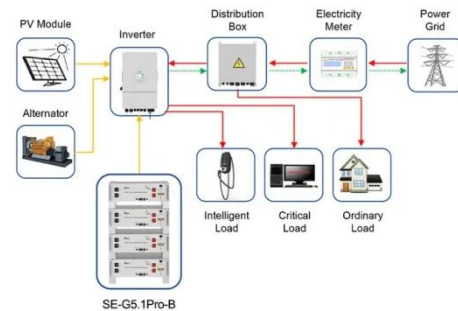 PV Module
Inverter
Distribution
Box
Electricity
Meter
Power
Grid
Alternator
Intelligent
Load
Critical
Load
Ordinary
Load
SE-G5.1Pro-B